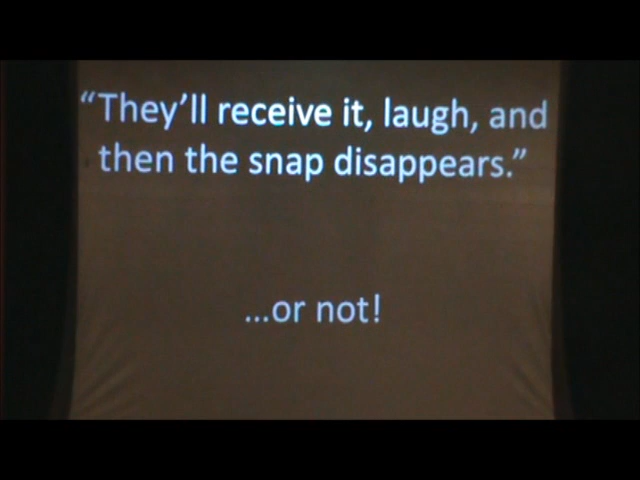 “They’ll receive it, laugh, and
then the snap disappears.”
...or not!